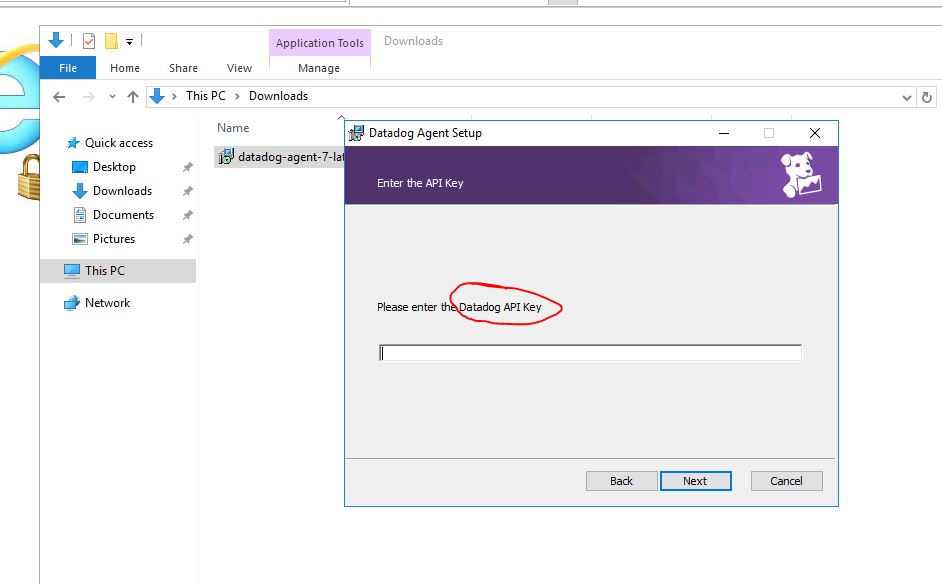 Application Tools
Downloads
File
Home
Share
View
Manage
This PC
Downloads
Quick access
Desktop
Downloads
Documents
Pictures
This PC
Network
Name
datadog-agent-7-lat
Datadog Agent Setup
Enter the API Key
Please enter the Datadog API Key
Back
Next
Cancel